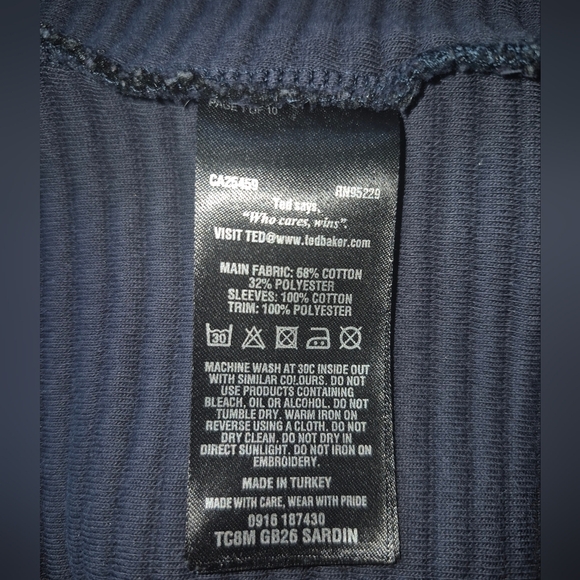 PAGE 1 OF 10
CA25459 RN95229
Ted says,
"Who cares, wins".
VISIT TED@www.tedbaker.com
MAIN FABRIC: 68% COTTON
32% POLYESTER
SLEEVES: 100% COTTON
TRIM: 100% POLYESTER
30
MACHINE WASH AT 30C INSIDE OUT
WITH SIMILAR COLOURS. DO NOT
USE PRODUCTS CONTAINING
BLEACH, OIL OR ALCOHOL. DO NOT
TUMBLE DRY. WARM IRON ON
REVERSE USING A CLOTH. DO NOT
DRY CLEAN. DO NOT DRY IN
DIRECT SUNLIGHT. DO NOT IRON ON
EMBROIDERY.
MADE IN TURKEY
MADE WITH CARE, WEAR WITH PRIDE
0916 187430
TC8M GB26 SARDIN